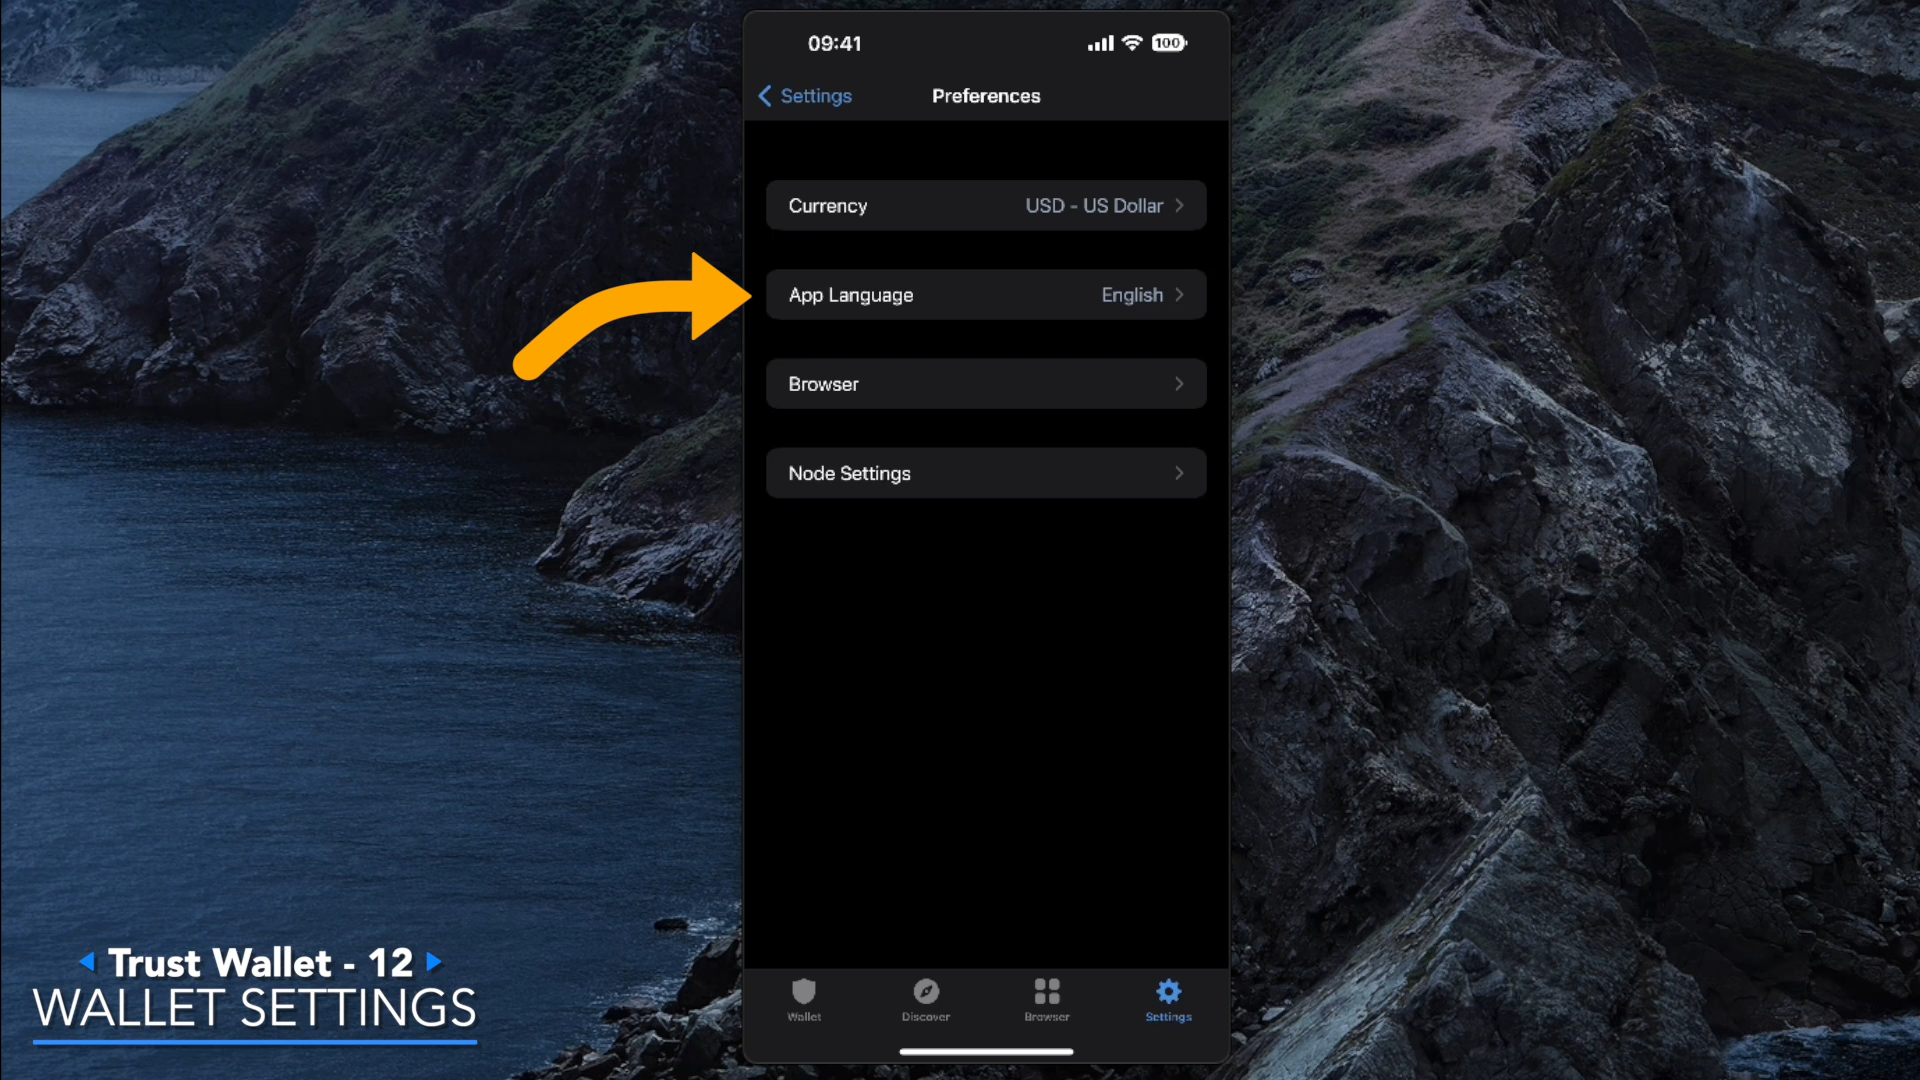 09:41
100
Settings
Preferences
Currency
USD - US Dollar
App Language
English
Browser
Node Settings
Trust Wallet - 12
WALLET SETTINGS
Wallet
Discover
Browser
Settings